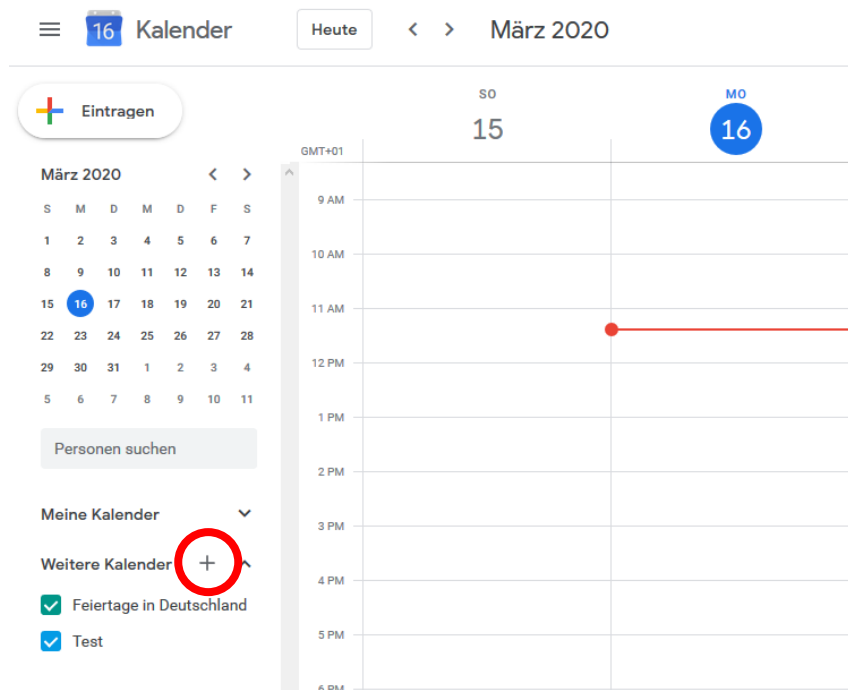 16 Kalender Heute < > März 2020
Eintragen
SO MO
15 16
GMT+01
März 2020 < >
S M D M D F S
1 2 3 4 5 6 7
8 9 10 11 12 13 14
15 16 17 18 19 20 21
22 23 24 25 26 27 28
29 30 31 1 2 3 4
5 6 7 8 9 10 11
Personen suchen
Meine Kalender
Weitere Kalender +
Feiertage in Deutschland
Test
9 AM
10 AM
11 AM
12 PM
1 PM
2 PM
3 PM
4 PM
5 PM
6 PM